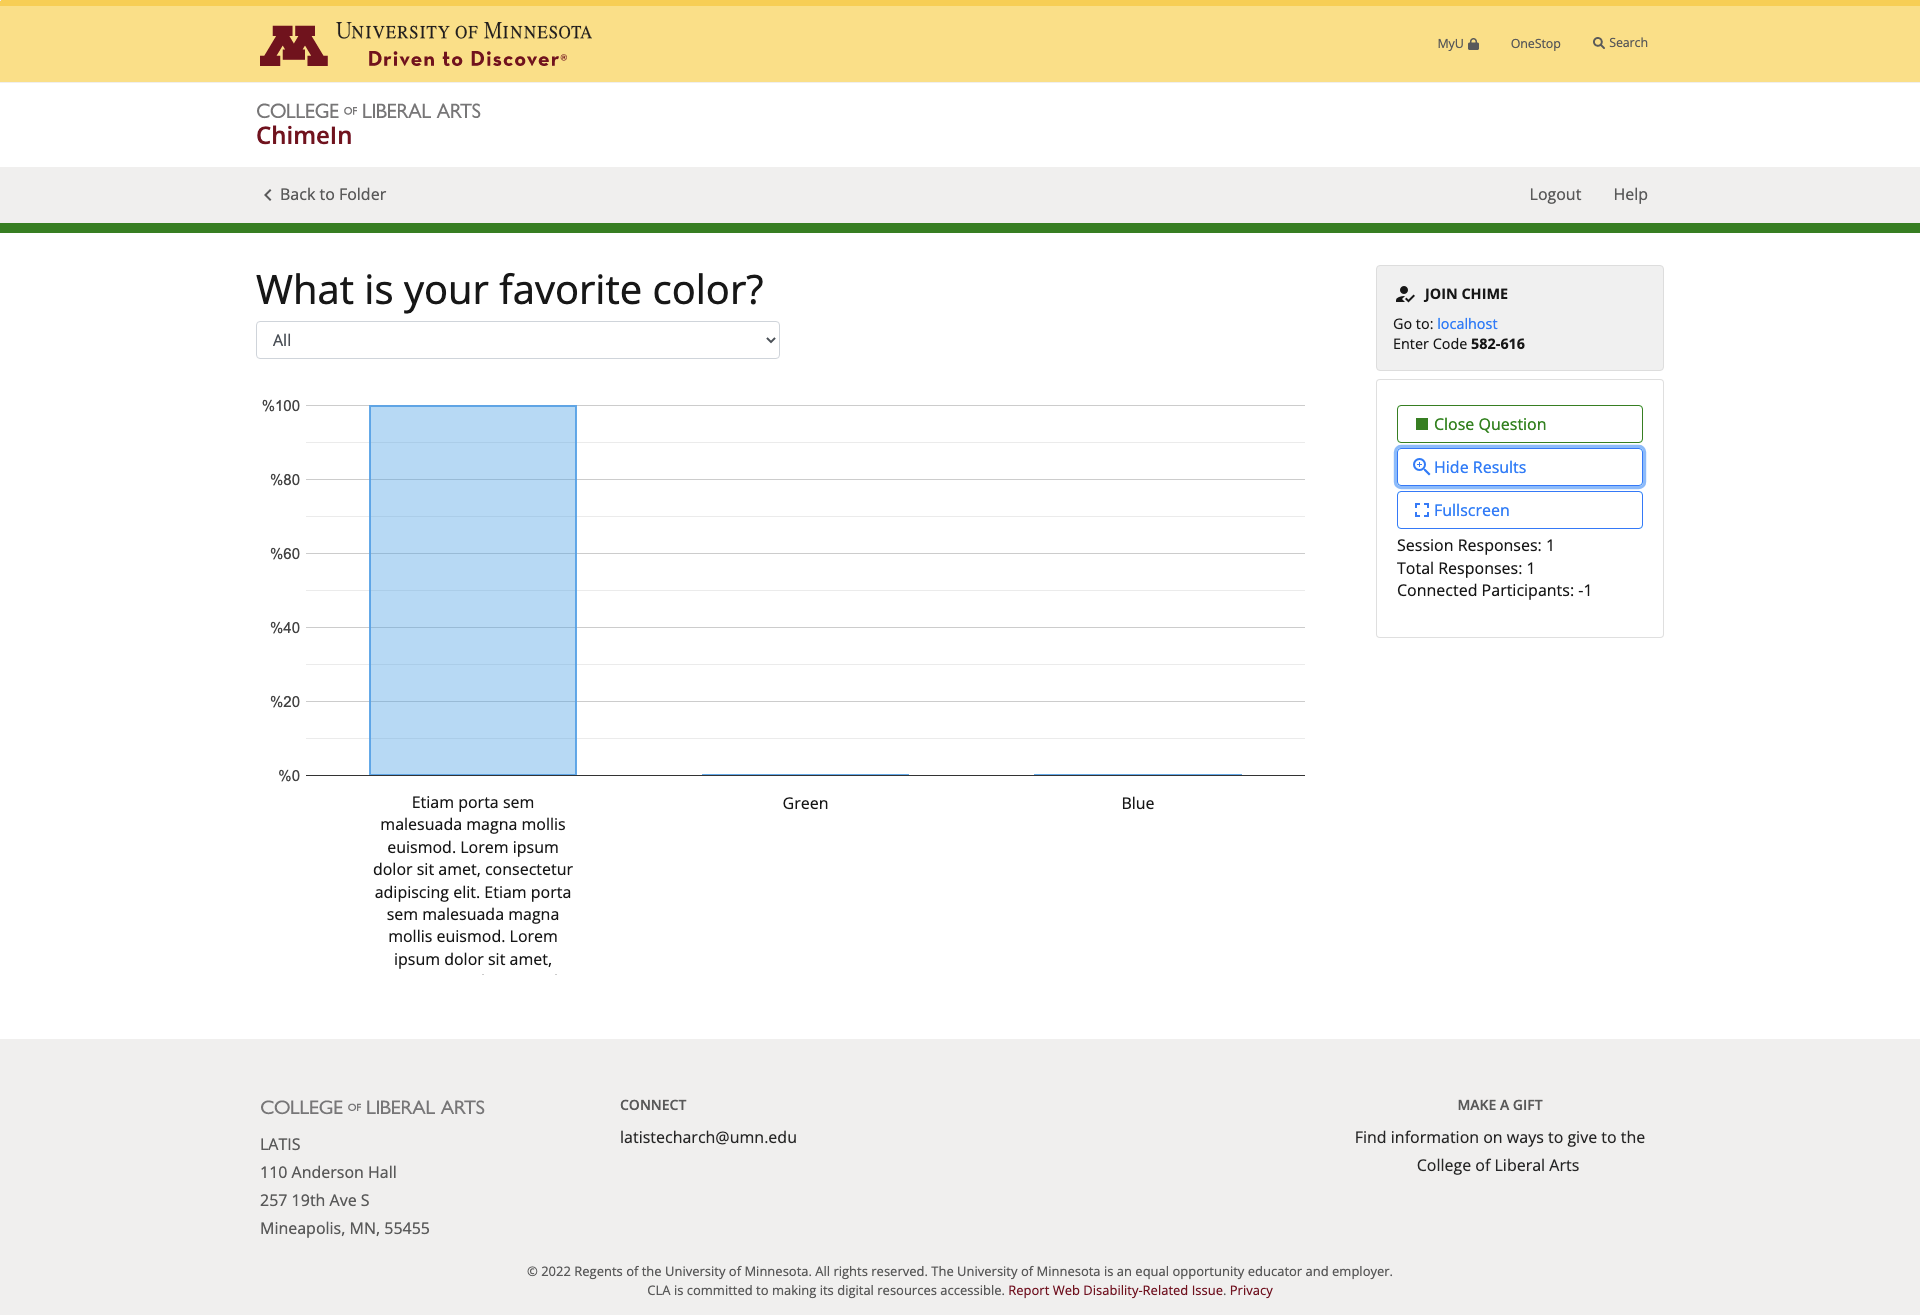 UNIVERSITY OF MINNESOTA
Driven to Discover®
MyU
OneStop
Search
COLLEGE OF LIBERAL ARTS
ChimeIn
Back to Folder
Logout
Help
What is your favorite color?
All
JOIN CHIME
Go to: localhost
Enter Code 582-616
Close Question
Hide Results
Fullscreen
Session Responses: 1
Total Responses: 1
Connected Participants: -1
%100
%80
%60
%40
%20
%0
Etiam porta sem
malesuada magna mollis
euismod. Lorem ipsum
dolor sit amet, consectetur
adipiscing elit. Etiam porta
sem malesuada magna
mollis euismod. Lorem
ipsum dolor sit amet,
Green
Blue
COLLEGE OF LIBERAL ARTS
LATIS
110 Anderson Hall
257 19th Ave S
Mineapolis, MN, 55455
CONNECT
latistecharch@umn.edu
MAKE A GIFT
Find information on ways to give to the
College of Liberal Arts
© 2022 Regents of the University of Minnesota. All rights reserved. The University of Minnesota is an equal opportunity educator and employer.
CLA is committed to making its digital resources accessible. Report Web Disability-Related Issue. Privacy